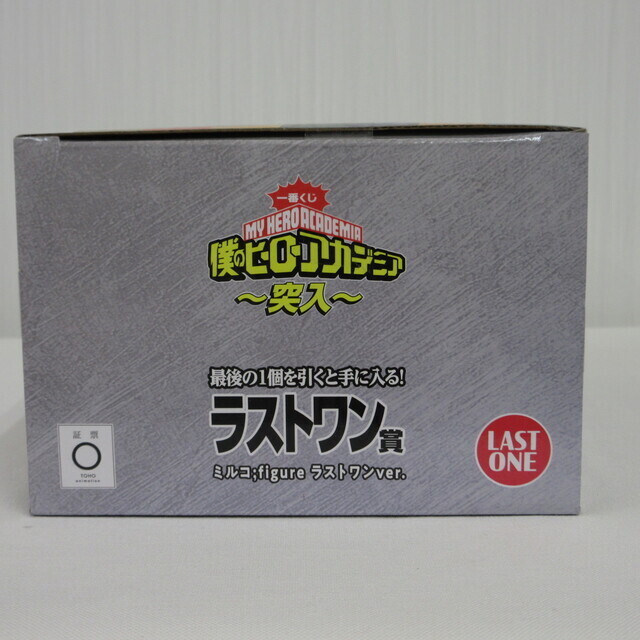 一番くじ
MY HERO ACADEMIA
僕のヒーローアカデミア
～突入～
最後の1個を引くと手に入る!
ラストワン賞
ミルコ;figure ラストワンver.
LAST
ONE
証票
TOHO
animation